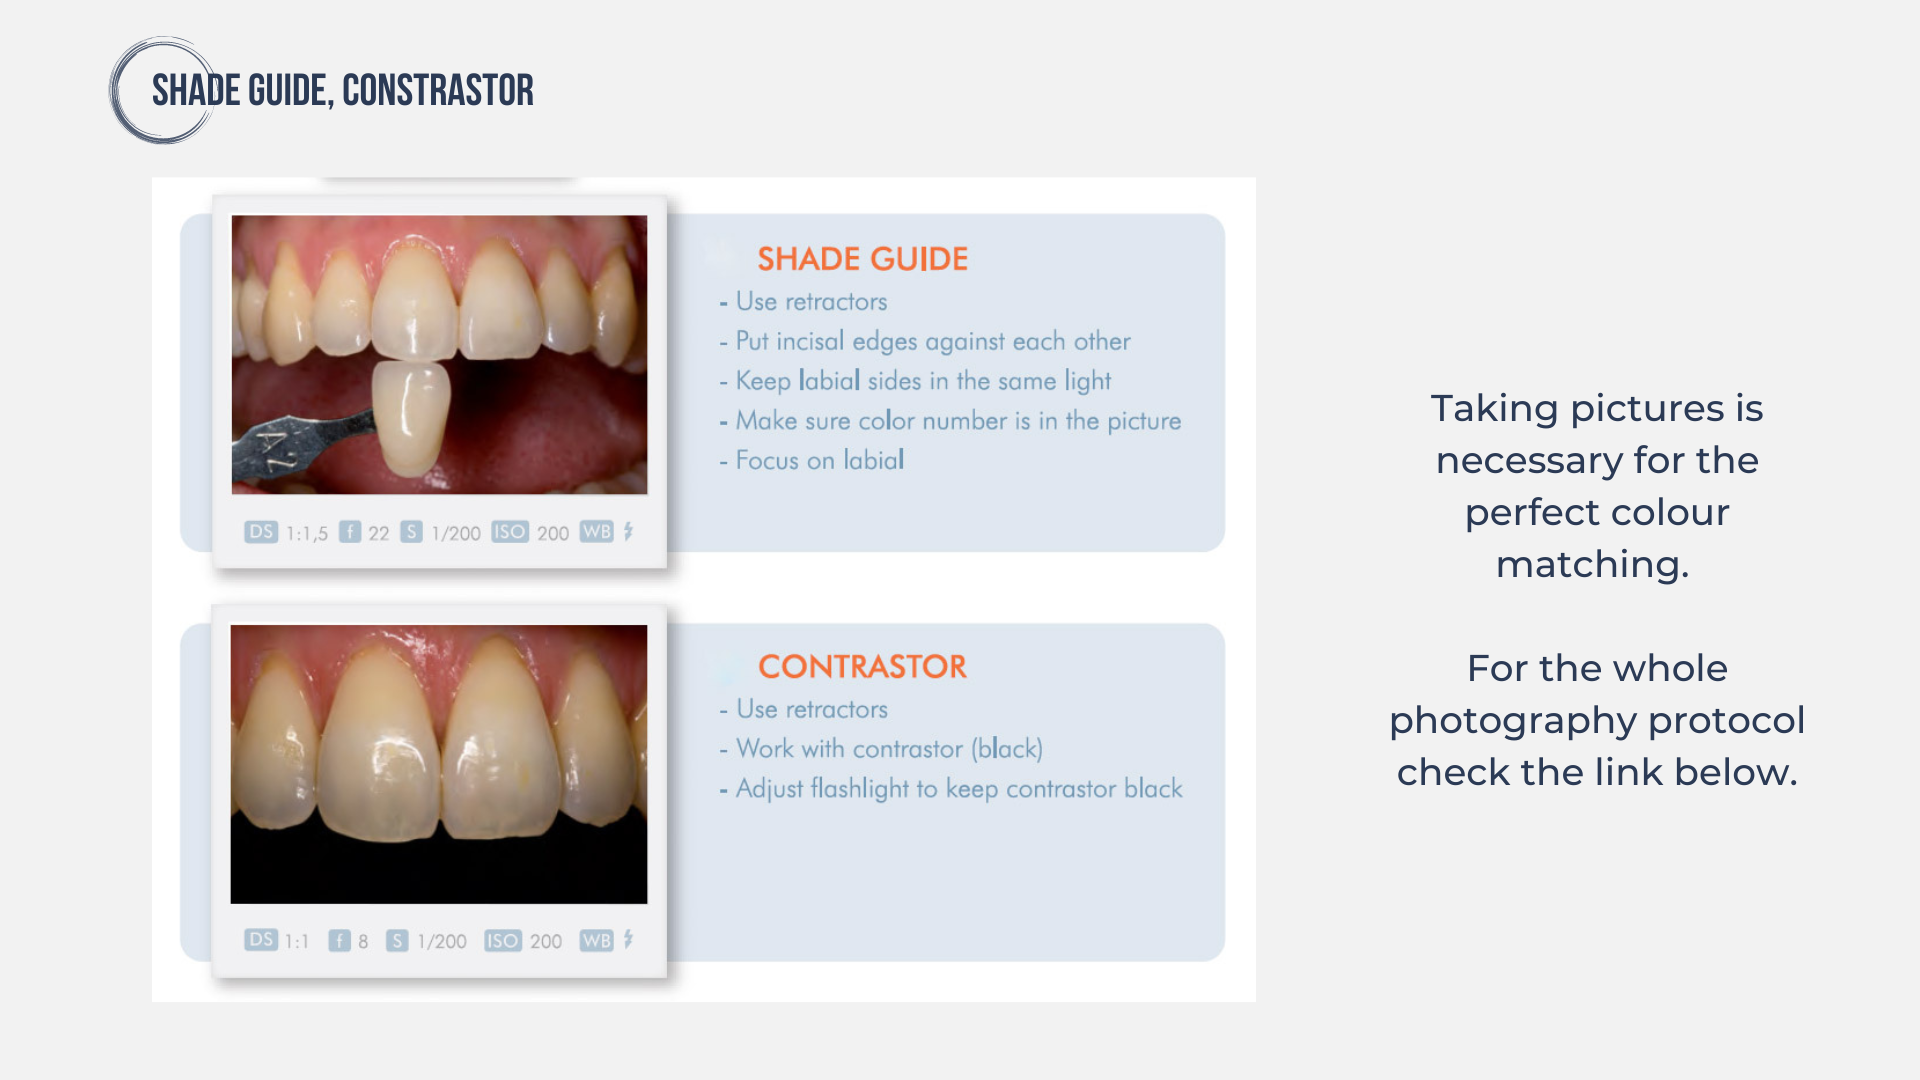 SHADE GUIDE, CONSTRASTOR
SHADE GUIDE
- Use retractors
- Put incisal edges against each other
- Keep labial sides in the same light
- Make sure color number is in the picture
- Focus on labial
A2
DS 1:1,5 f 22 S 1/200 ISO 200 WB
CONTRASTOR
- Use retractors
- Work with contrastor (black)
- Adjust flashlight to keep contrastor black
DS 1:1 f 8 S 1/200 ISO 200 WB
Taking pictures is
necessary for the
perfect colour
matching.
For the whole
photography protocol
check the link below.